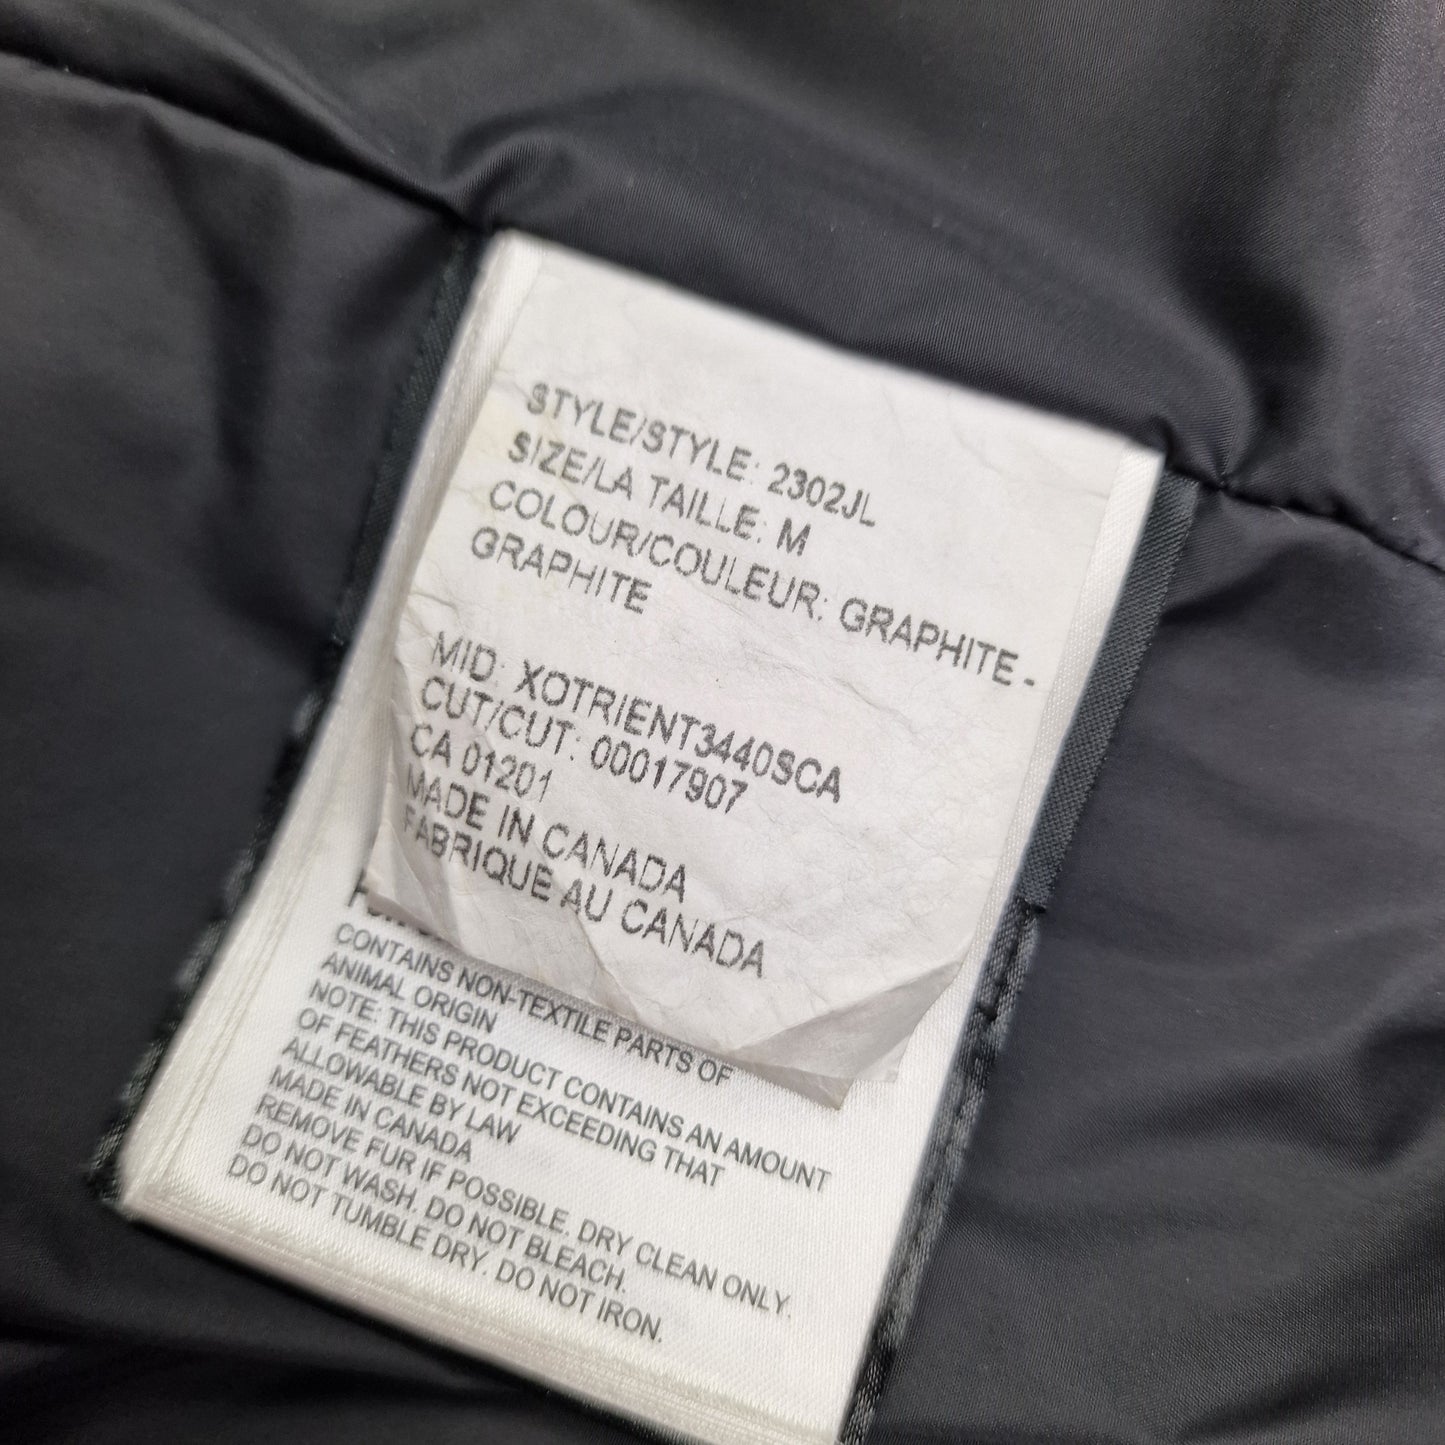 STYLE/STYLE: 2302JL
SIZE/LA TAILLE: M
COLOUR/COULEUR: GRAPHITE -
GRAPHITE
MID: XOTRIENT3440SCA
CUT/CUT: 00017907
CA 01201
MADE IN CANADA
FABRIQUE AU CANADA
CONTAINS NON-TEXTILE PARTS OF
ANIMAL ORIGIN
NOTE: THIS PRODUCT CONTAINS AN AMOUNT
OF FEATHERS NOT EXCEEDING THAT
ALLOWABLE BY LAW
MADE IN CANADA
REMOVE FUR IF POSSIBLE. DRY CLEAN ONLY.
DO NOT WASH. DO NOT BLEACH.
DO NOT TUMBLE DRY. DO NOT IRON.